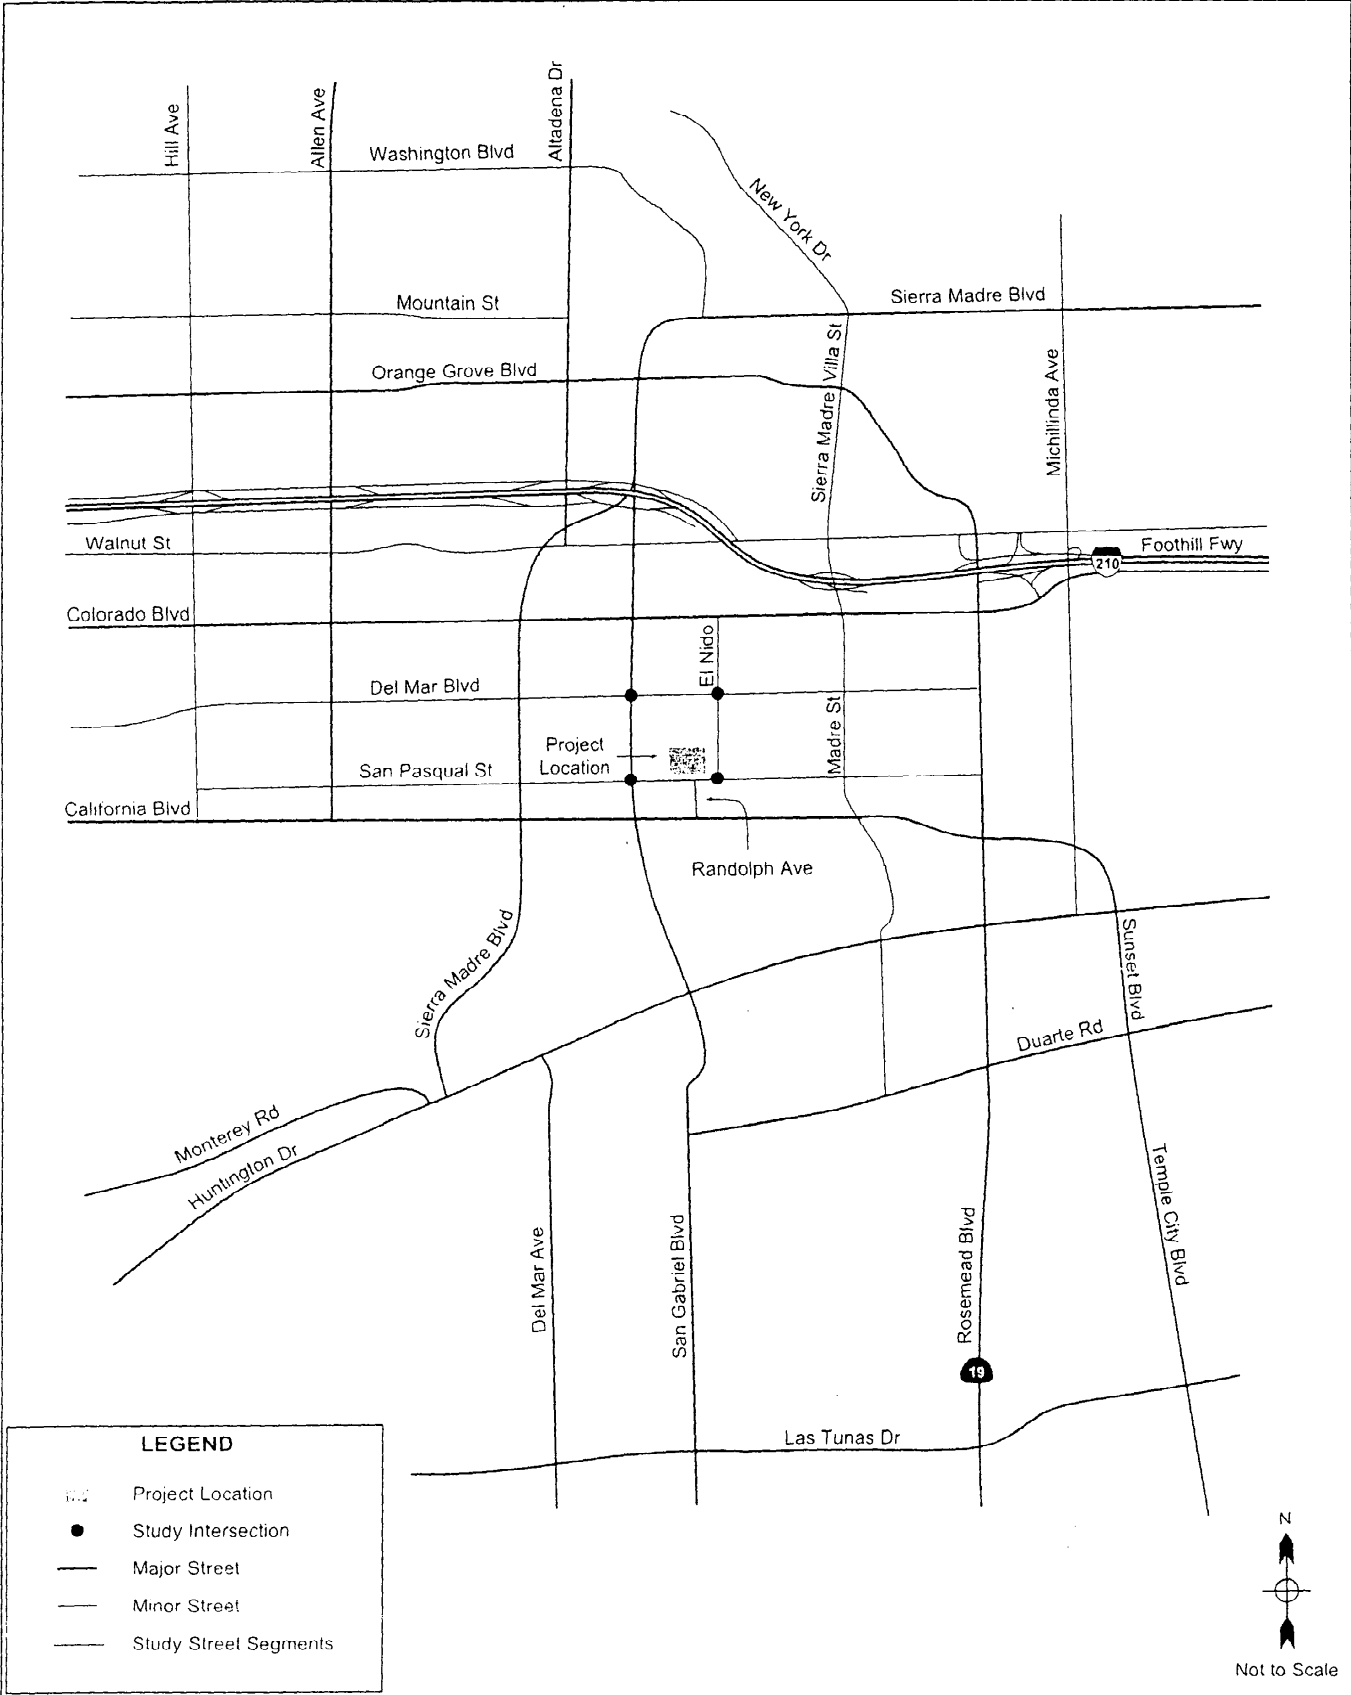 Hill Ave
Allen Ave
Altadena Dr
Washington Blvd
New York Dr
Mountain St
Sierra Madre Blvd
Orange Grove Blvd
Sierra Madre Villa St
Michillinda Ave
Walnut St
Foothill Fwy
210
Colorado Blvd
El Nido
Del Mar Blvd
Madre St
Project
Location
San Pasqual St
California Blvd
Randolph Ave
Sierra Madre Blvd
Sunset Blvd
Duarte Rd
Monterey Rd
Huntington Dr
Temple City Blvd
Del Mar Ave
San Gabriel Blvd
Rosemead Blvd
19
Las Tunas Dr
LEGEND
Project Location
Study Intersection
Major Street
Minor Street
Study Street Segments
N
Not to Scale